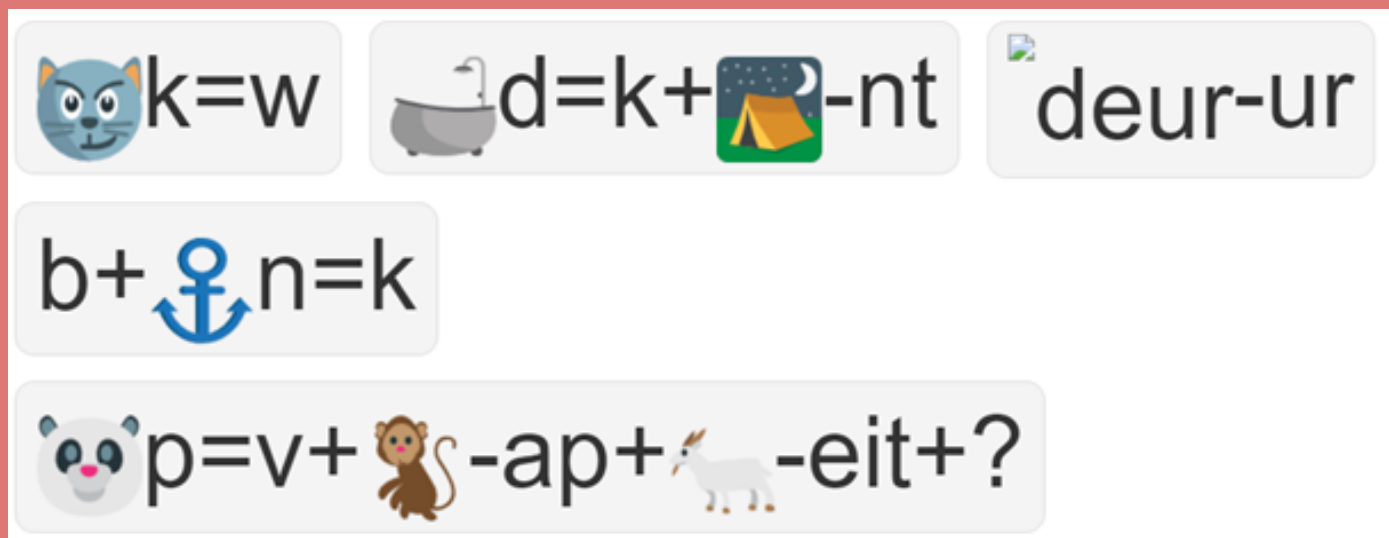 k=w d=k+-nt deur-ur
b+n=k
p=v+-ap+-eit+?